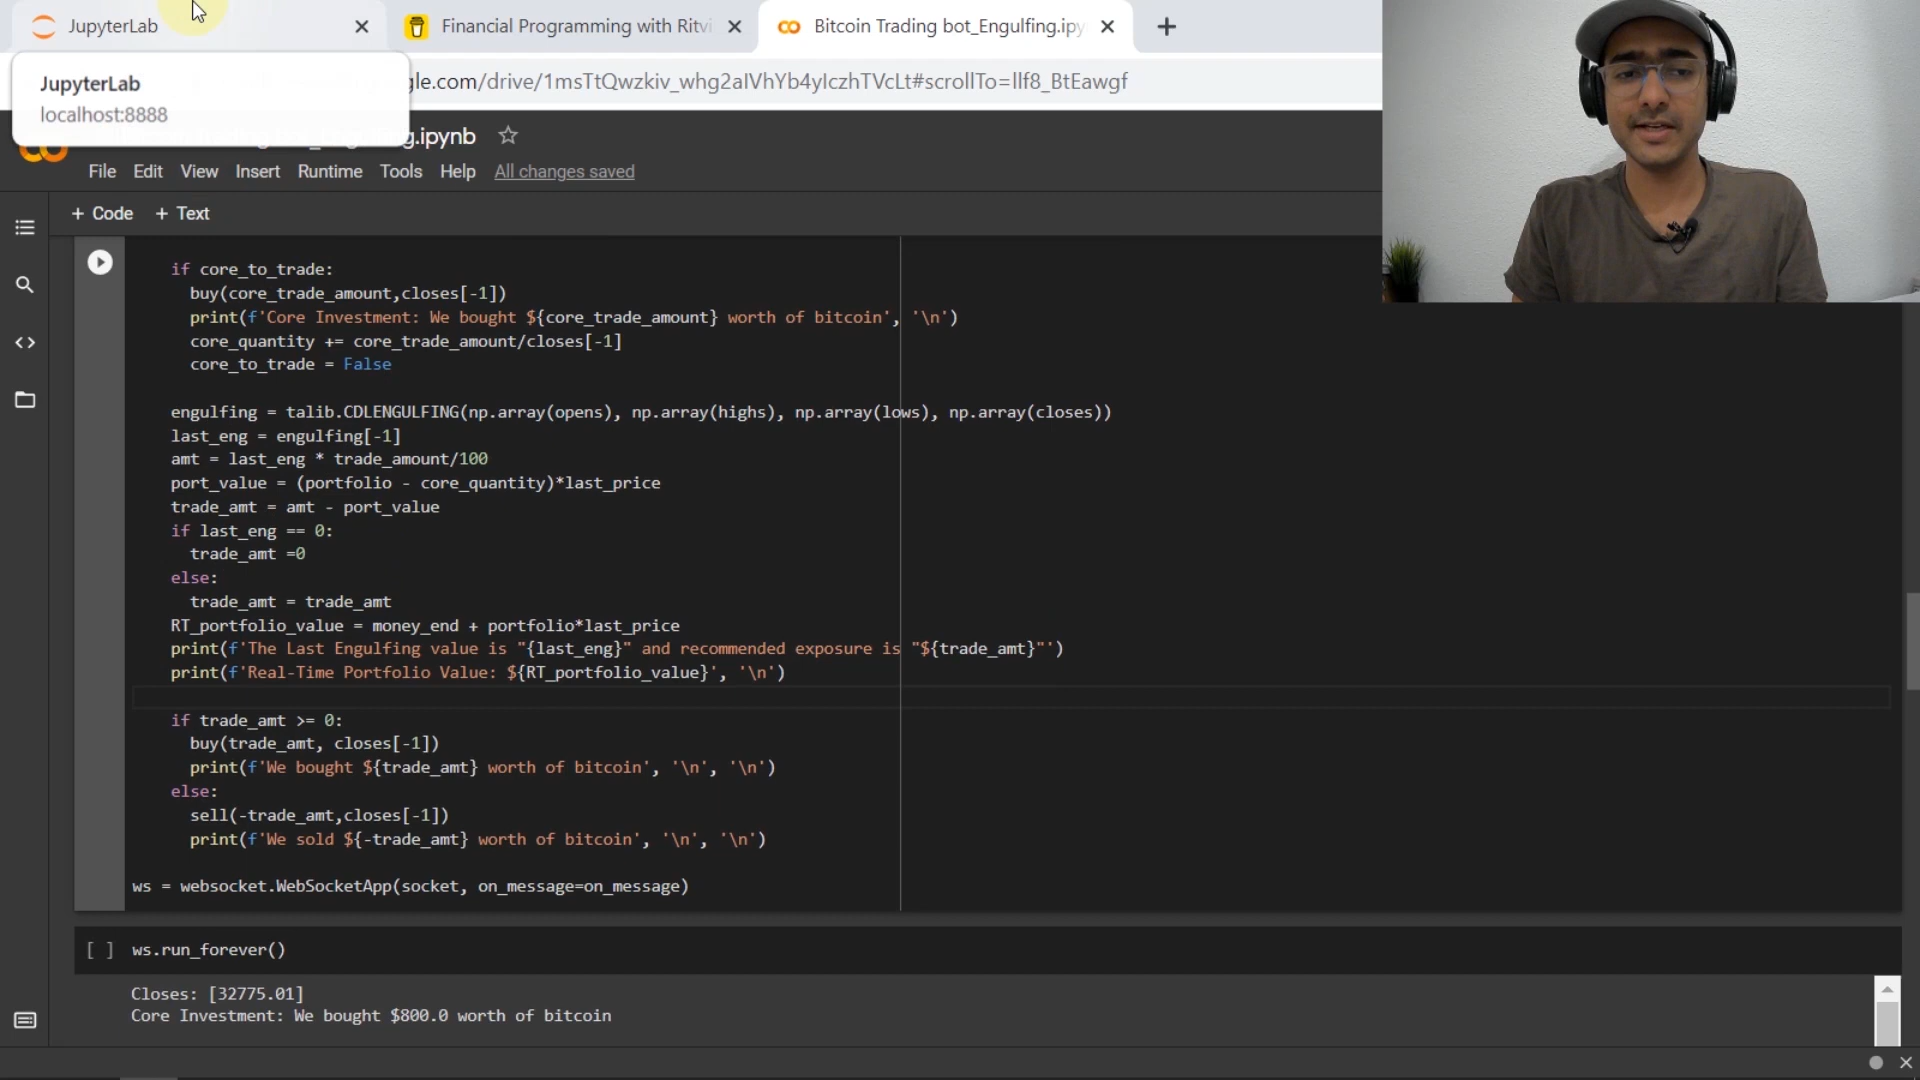 JupyterLab
Financial Programming with Ritvi
Bitcoin Trading bot_Engulfing.ipy
JupyterLab
localhost:8888
gle.com/drive/1msTtQwzkiv_whg2aIVhYb4yIczhTVcLt#scrollTo=llf8_BtEawgf
.ipynb
File Edit View Insert Runtime Tools Help All changes saved
+ Code + Text
if core_to_trade:
buy(core_trade_amount,closes[-1])
print(f'Core Investment: We bought ${core_trade_amount} worth of bitcoin', '\n')
core_quantity += core_trade_amount/closes[-1]
core_to_trade = False
engulfing = talib.CDLENGULFING(np.array(opens), np.array(highs), np.array(lows), np.array(closes))
last_eng = engulfing[-1]
amt = last_eng * trade_amount/100
port_value = (portfolio - core_quantity)*last_price
trade_amt = amt - port_value
if last_eng == 0:
trade_amt =0
else:
trade_amt = trade_amt
RT_portfolio_value = money_end + portfolio*last_price
print(f'The Last Engulfing value is "{last_eng}" and recommended exposure is "${trade_amt}"')
print(f'Real-Time Portfolio Value: ${RT_portfolio_value}', '\n')
if trade_amt >= 0:
buy(trade_amt, closes[-1])
print(f'We bought ${trade_amt} worth of bitcoin', '\n', '\n')
else:
sell(-trade_amt,closes[-1])
print(f'We sold ${-trade_amt} worth of bitcoin', '\n', '\n')
ws = websocket.WebSocketApp(socket, on_message=on_message)
[ ] ws.run_forever()
Closes: [32775.01]
Core Investment: We bought $800.0 worth of bitcoin